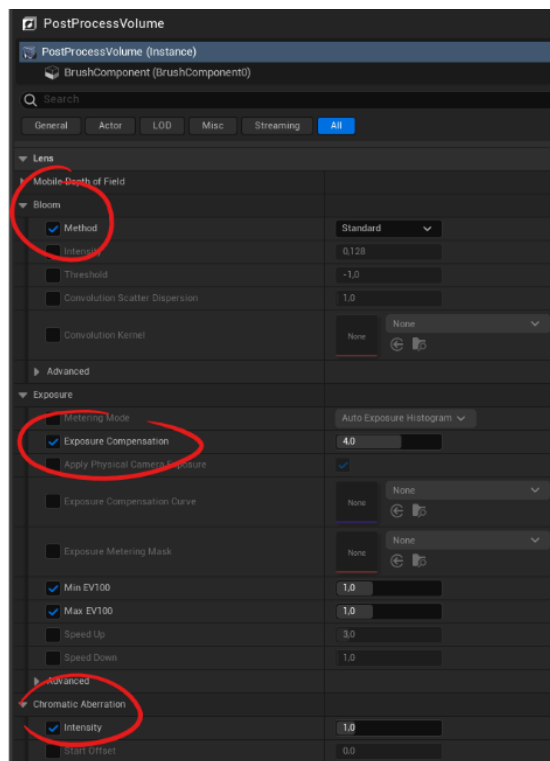 PostProcessVolume
PostProcessVolume (Instance)
BrushComponent (BrushComponent0)
Search
General Actor LOD Misc Streaming All
Lens
Mobile Depth of Field
Bloom
Method Standard
Intensity 0,128
Threshold -1,0
Convolution Scatter Dispersion 1,0
Convolution Kernel None None
Advanced
Exposure
Metering Mode Auto Exposure Histogram
Exposure Compensation 4,0
Apply Physical Camera Exposure
Exposure Compensation Curve None None
Exposure Metering Mask None None
Min EV100 1,0
Max EV100 1,0
Speed Up 3,0
Speed Down 1,0
Advanced
Chromatic Aberration
Intensity 1,0
Start Offset 0,0